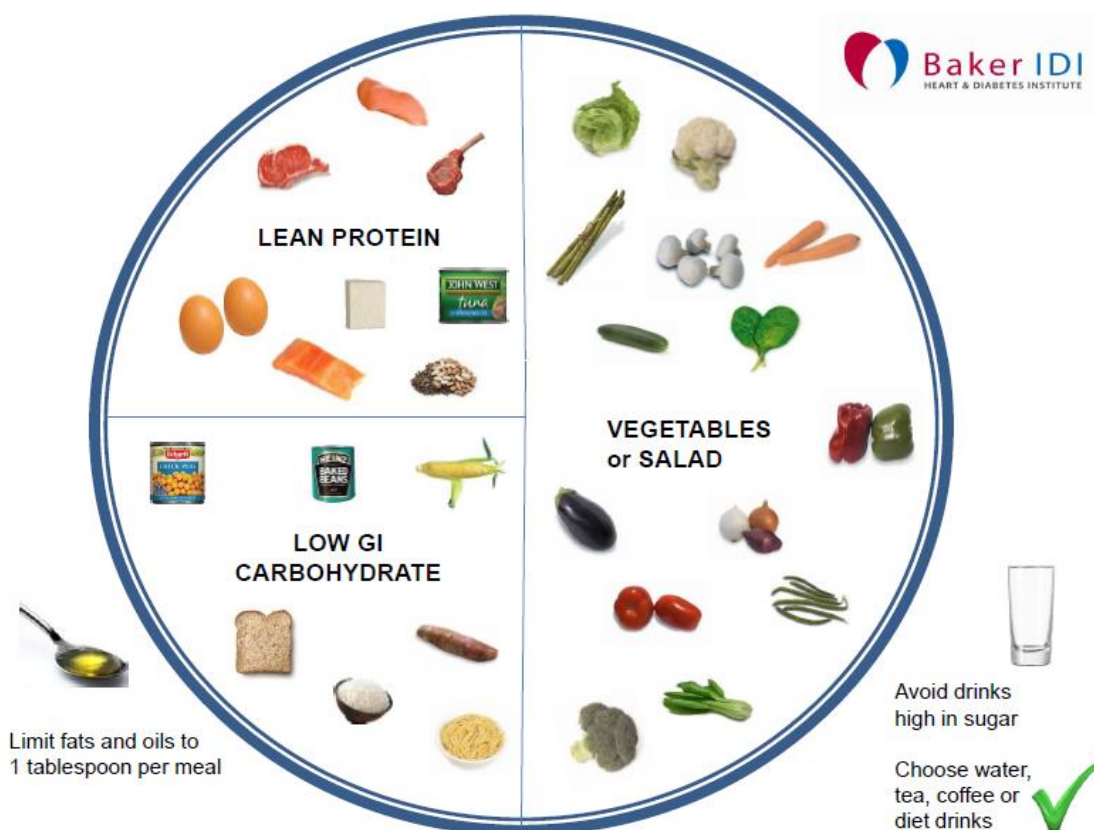 Baker IDI
HEART & DIABETES INSTITUTE
LEAN PROTEIN
JOHN WEST
tuna
VEGETABLES
or SALAD
CHICK PEAS
HEINZ
BAKED
BEANS
LOW GI
CARBOHYDRATE
Limit fats and oils to
1 tablespoon per meal
Avoid drinks
high in sugar
Choose water,
tea, coffee or
diet drinks